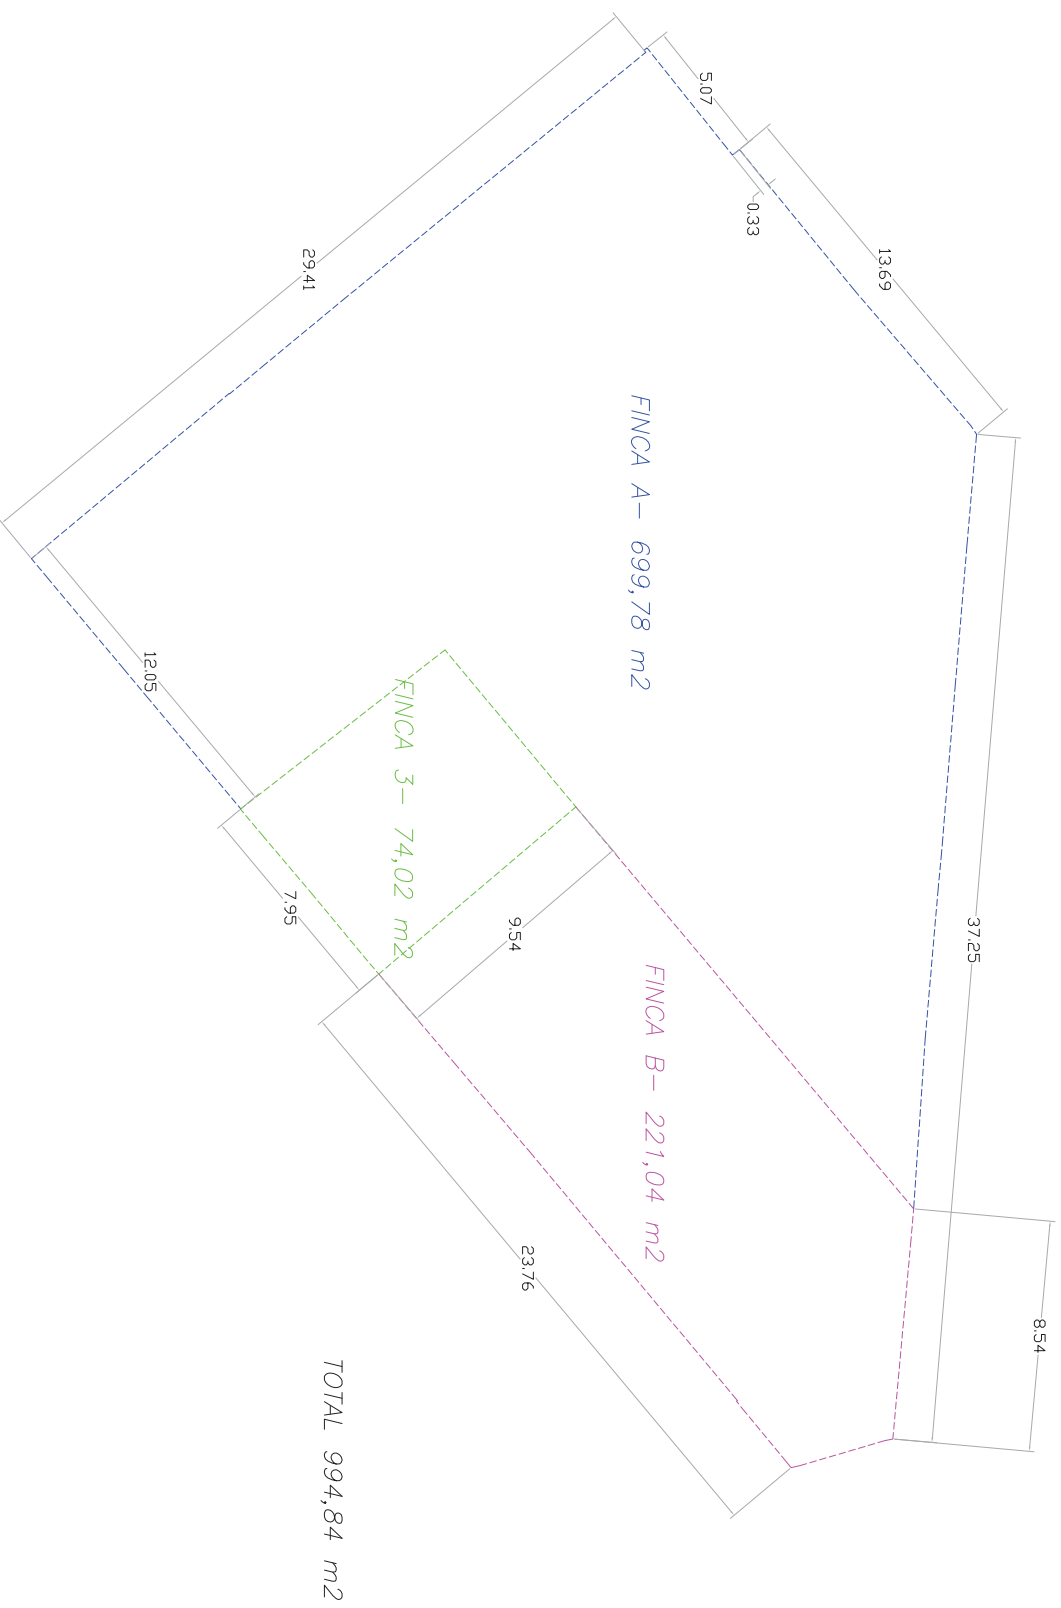 5.07
0.33
13.69
29.41
FINCA A- 699,78 m2
37.25
12.05
FINCA 3- 74,02 m2
7.95
9.54
FINCA B- 221,04 m2
23.76
8.54
TOTAL 994,84 m2